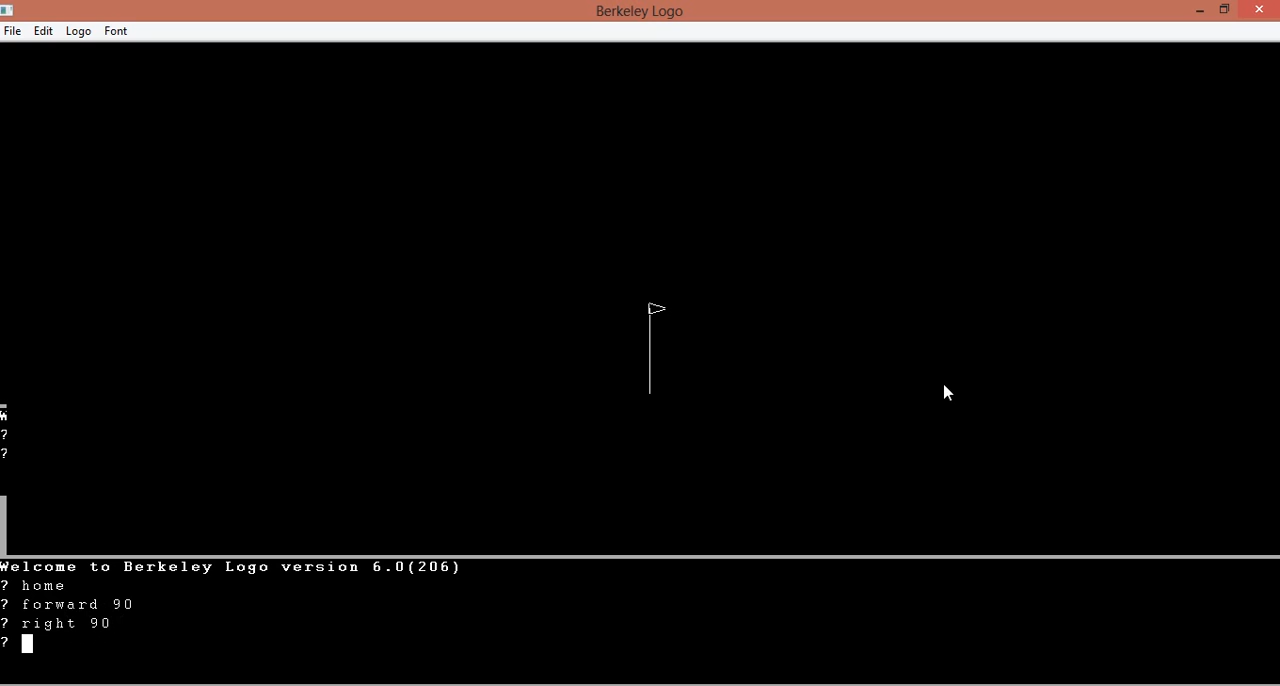 Berkeley Logo
File Edit Logo Font
W
?
?
Welcome to Berkeley Logo version 6.0(206)
? home
? forward 90
? right 90
?